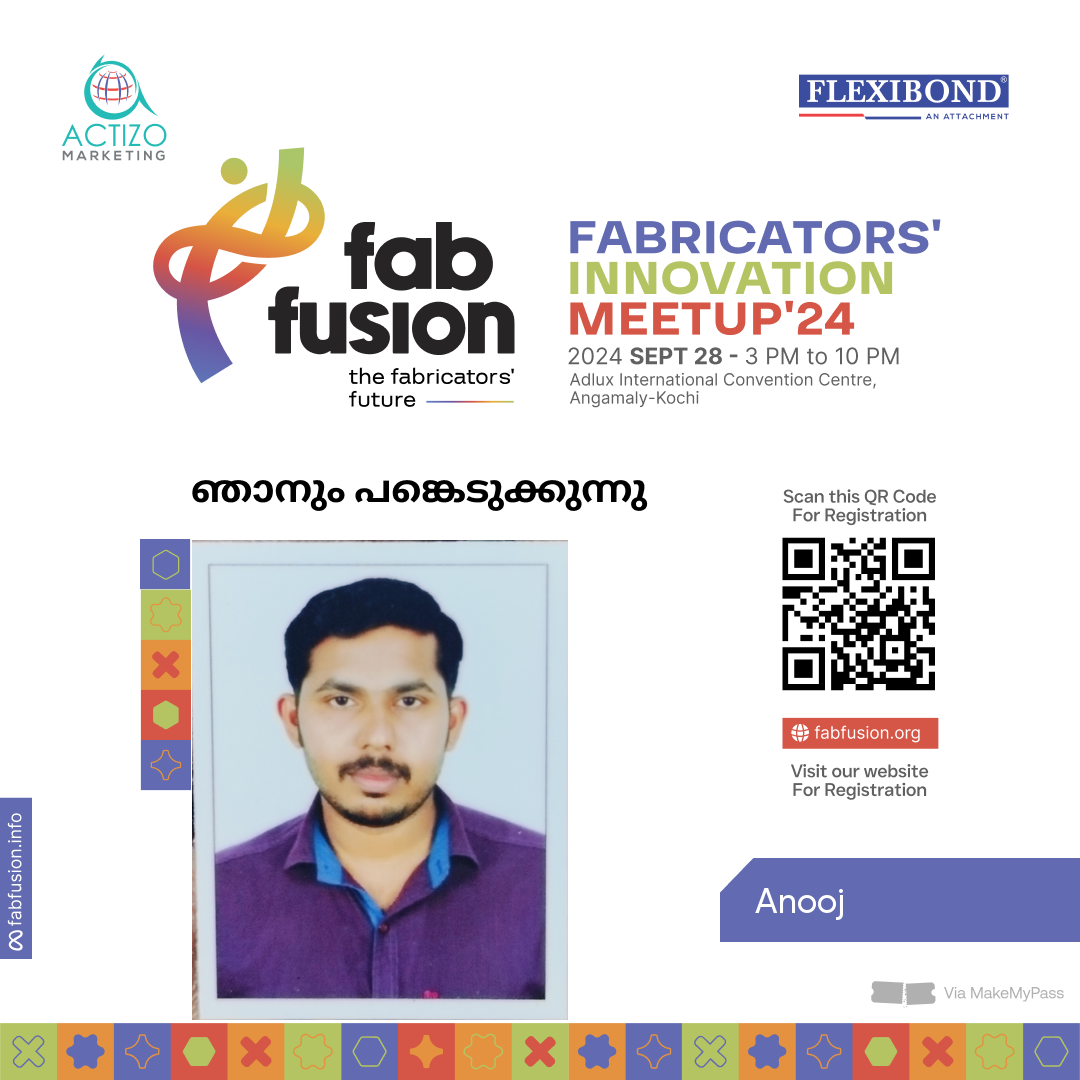 ACTIZO
MARKETING
FLEXIBOND®
AN ATTACHMENT
fab
fusion
the fabricators'
future
FABRICATORS'
INNOVATION
MEETUP'24
2024 SEPT 28 - 3 PM to 10 PM
Adlux International Convention Centre,
Angamaly-Kochi
ഞാനും പങ്കെടുക്കുന്നു
Scan this QR Code
For Registration
fabfusion.org
Visit our website
For Registration
fabfusion.info
Anooj
Via MakeMyPass